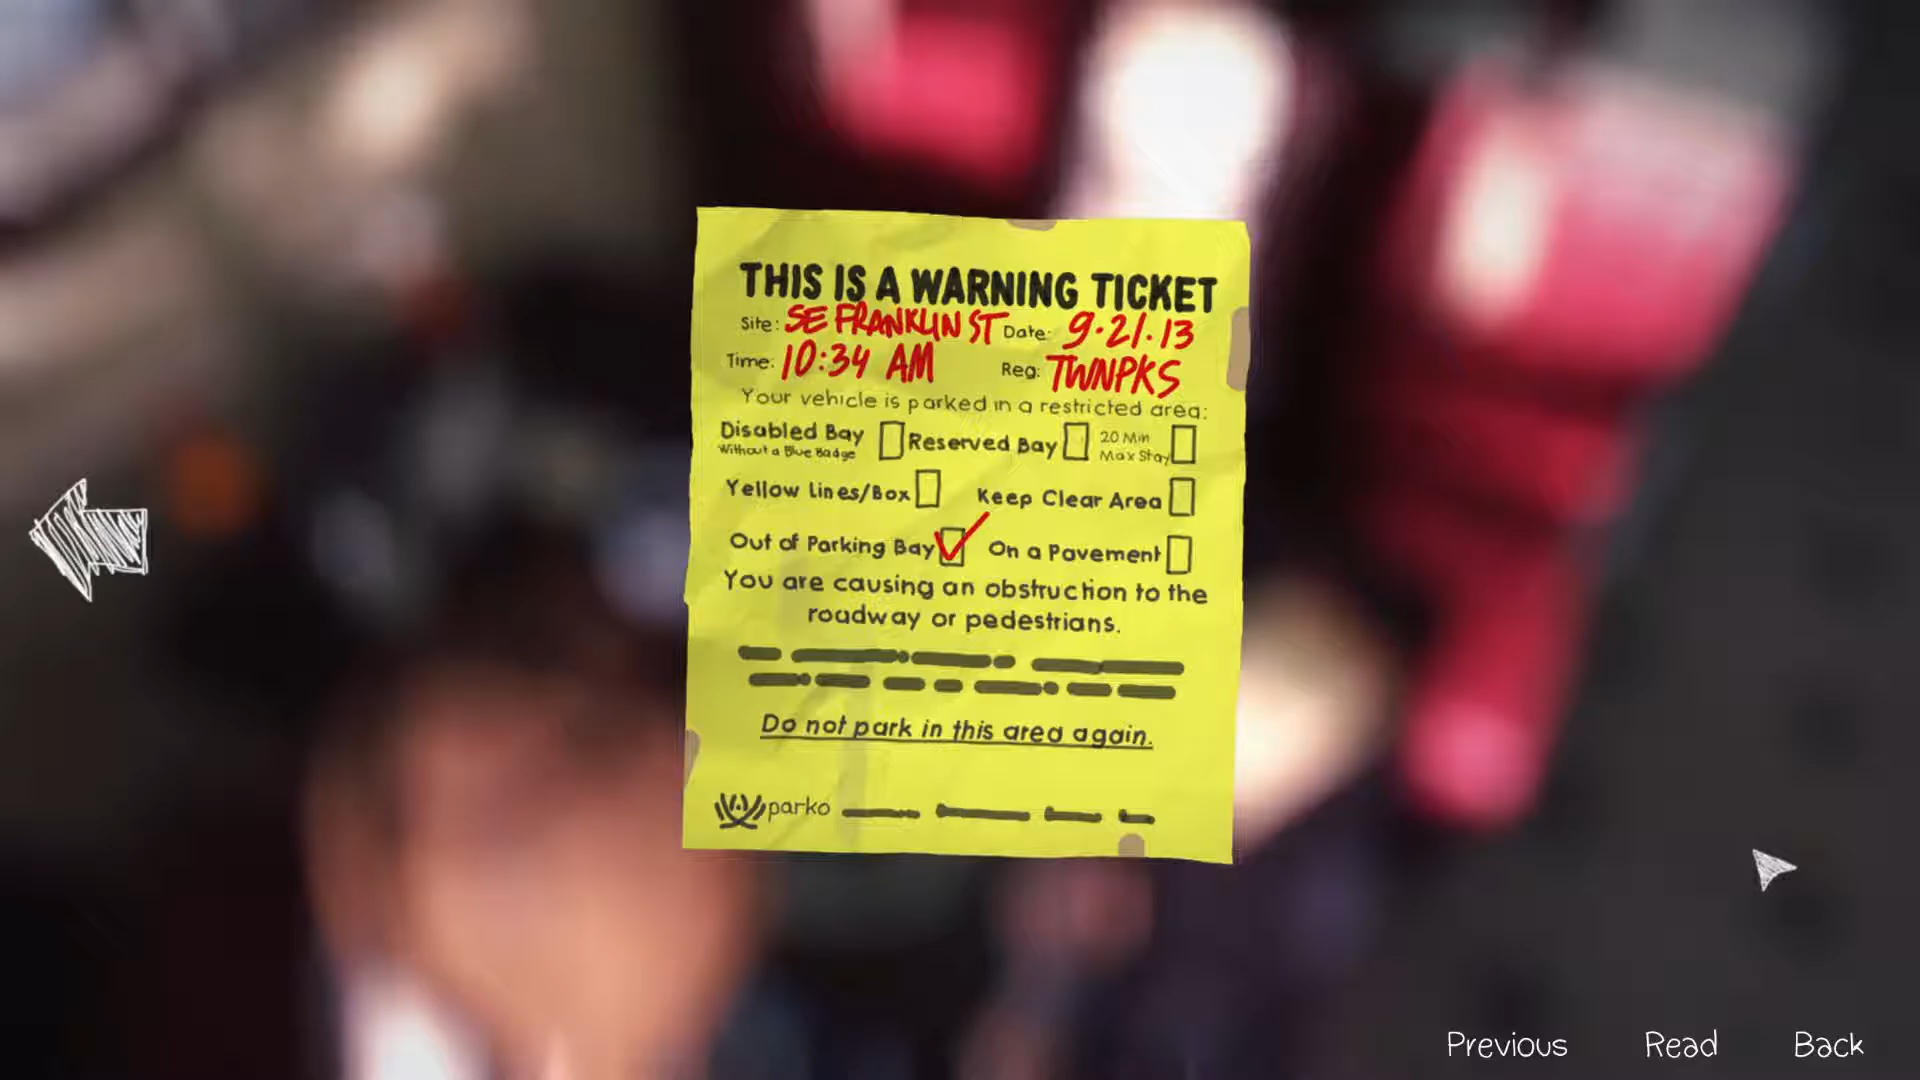 THIS IS A WARNING TICKET
Site: SE FRANKLIN ST Date: 9.21.13
Time: 10:34 AM Reg: TWNPKS
Your vehicle is parked in a restricted area:
Disabled Bay Reserved Bay 20 Min
Without a Blue Badge Max Stay
Yellow Lines/Box Keep Clear Area
Out of Parking Bay On a Pavement
You are causing an obstruction to the
roadway or pedestrians.
Do not park in this area again.
parko
Previous Read Back